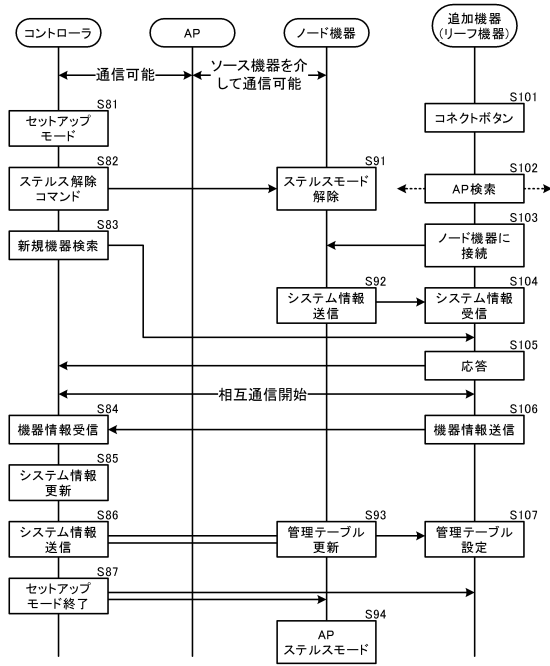 コントローラ
AP
ノード機器
追加機器
(リーフ機器)
通信可能
ソース機器を介
して通信可能
S81
セットアップ
モード
S101
コネクトボタン
S82
ステルス解除
コマンド
S91
ステルスモード
解除
S102
AP検索
S83
新規機器検索
S103
ノード機器に
接続
S92
システム情報
送信
S104
システム情報
受信
S105
応答
相互通信開始
S84
機器情報受信
S106
機器情報送信
S85
システム情報
更新
S86
システム情報
送信
S93
管理テーブル
更新
S107
管理テーブル
設定
S87
セットアップ
モード終了
S94
AP
ステルスモード